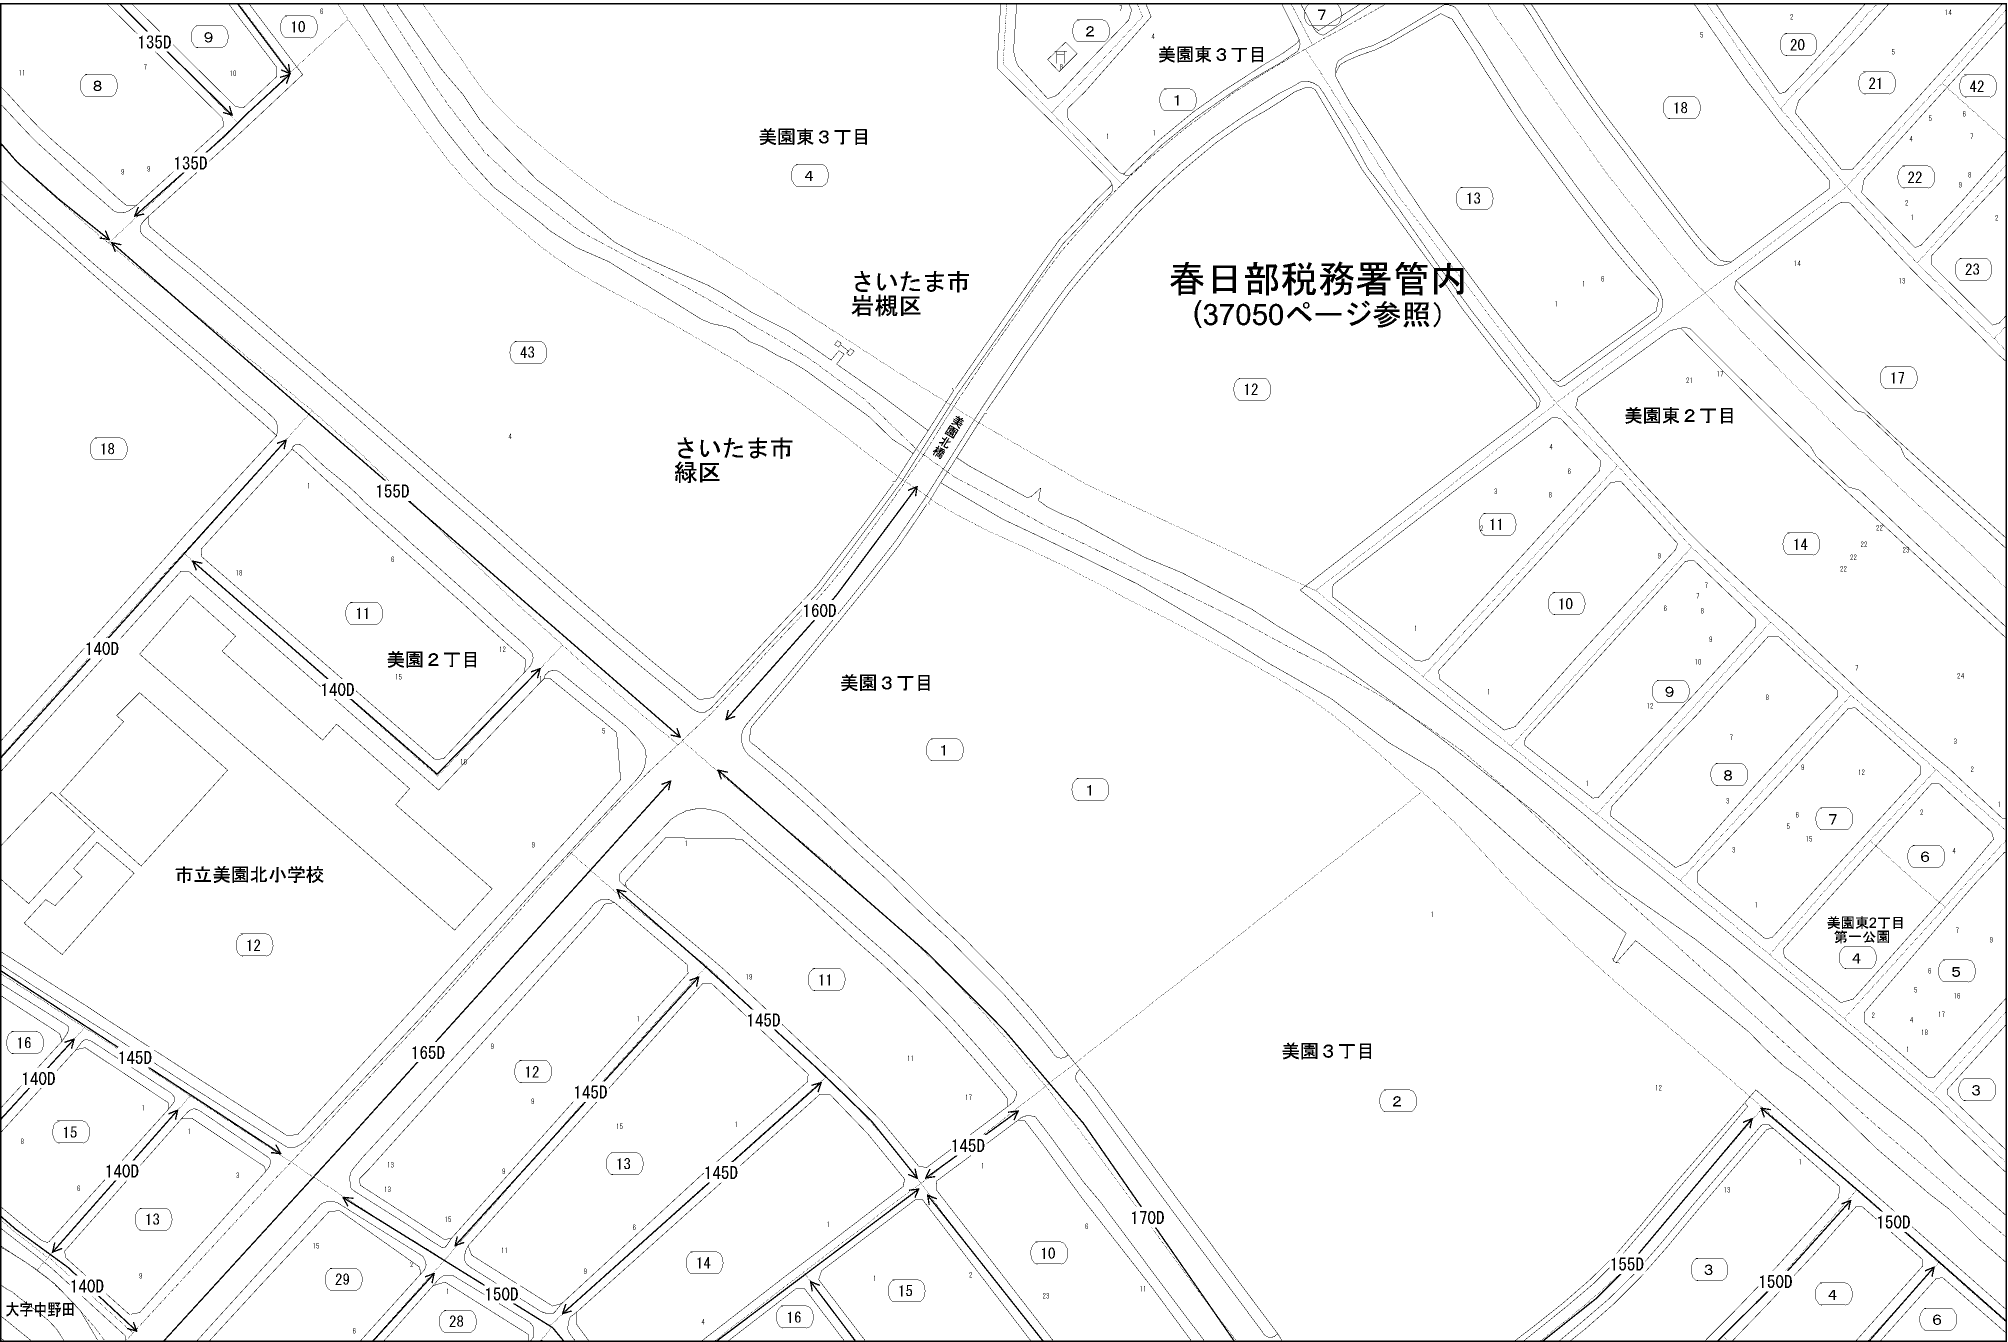 135D
9
10
8
135D
2
7
美園東３丁目
1
20
21
42
18
22
13
23
美園東３丁目
4
さいたま市
岩槻区
春日部税務署管内
（37050ページ参照）
43
12
17
美園東２丁目
18
155D
さいたま市
緑区
美園北橋
11
14
10
11
160D
140D
美園２丁目
140D
美園３丁目
9
1
1
8
7
6
市立美園北小学校
12
美園東2丁目
第一公園
4
5
11
145D
16
145D
165D
140D
12
145D
美園３丁目
2
3
15
140D
13
145D
145D
13
170D
150D
10
14
155D
3
150D
29
140D
150D
大字中野田
28
15
16
4
6